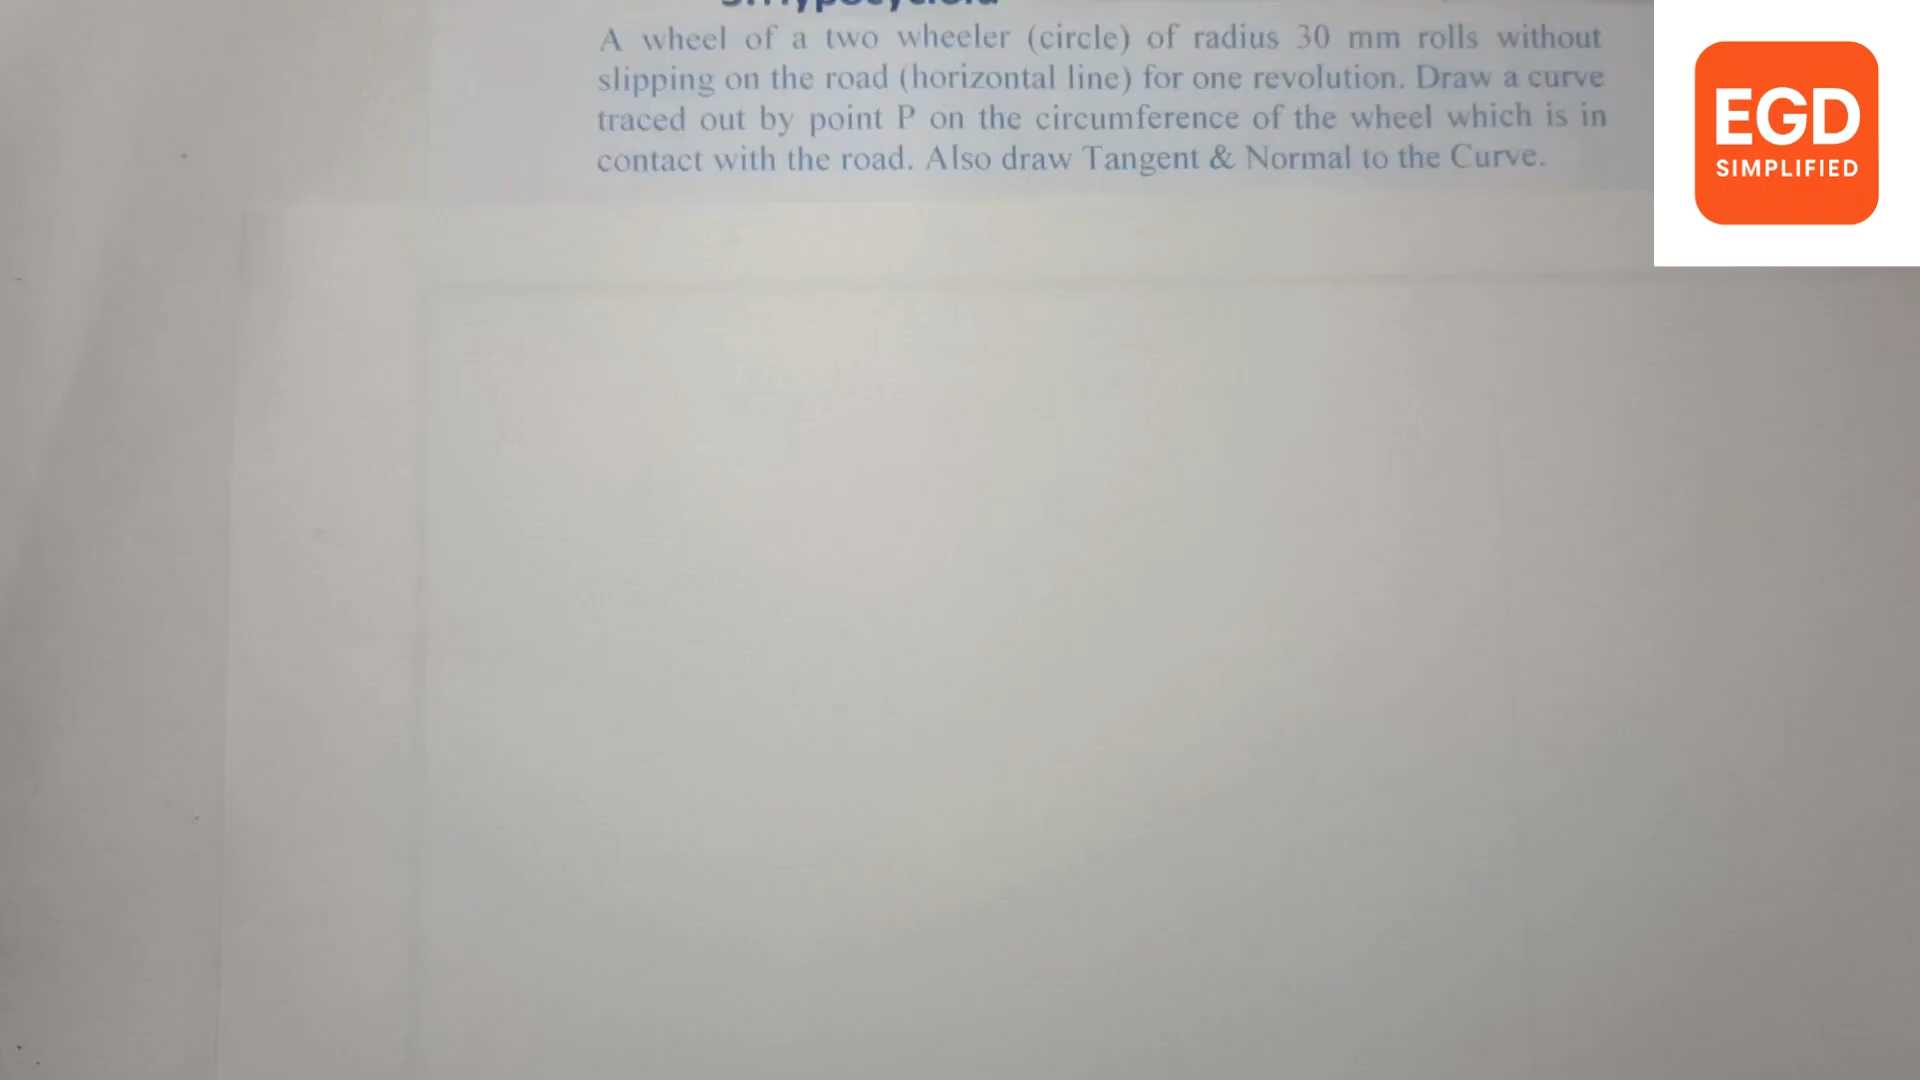 A wheel of a two wheeler (circle) of radius 30 mm rolls without
slipping on the road (horizontal line) for one revolution. Draw a curve
traced out by point P on the circumference of the wheel which is in
contact with the road. Also draw Tangent & Normal to the Curve.
EGD
SIMPLIFIED